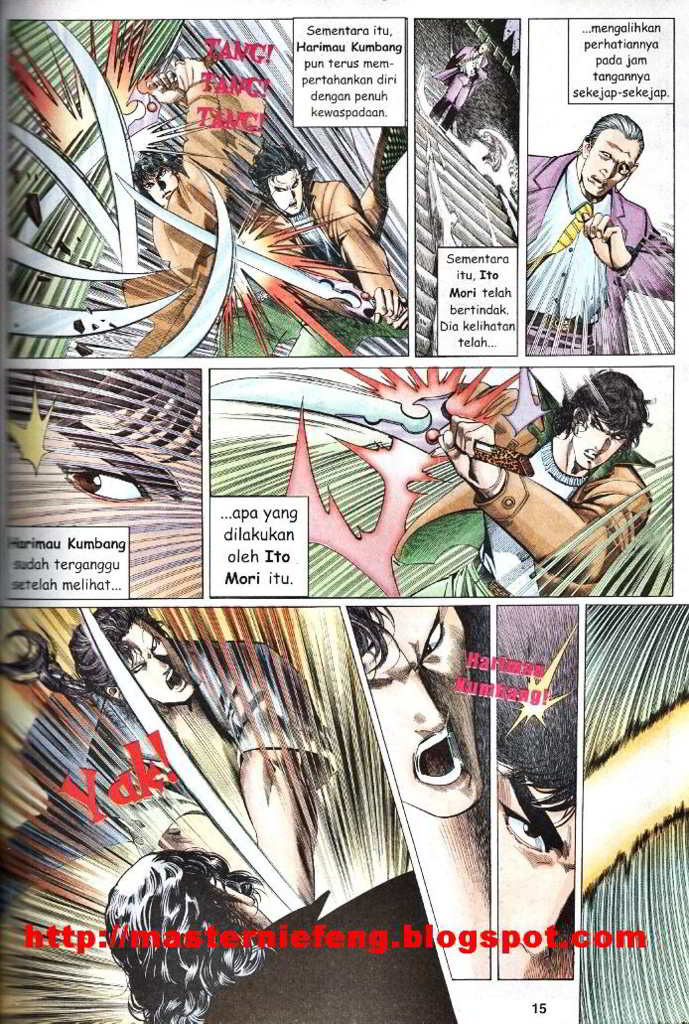 TANG!
TANG!
TANG!
Sementara itu,
Harimau Kumbang
pun terus mem-
pertahankan diri
dengan penuh
kewaspadaan.
Sementara
itu, Ito
Mori telah
bertindak.
Dia kelihatan
telah...
...mengalihkan
perhatiannya
pada jam
tangannya
sekejap-sekejap.
Harimau Kumbang
sudah terganggu
setelah melihat...
...apa yang
dilakukan
oleh Ito
Mori itu.
Yak!
Harimau
Kumbang!
http://masterniefeng.blogspot.com
15